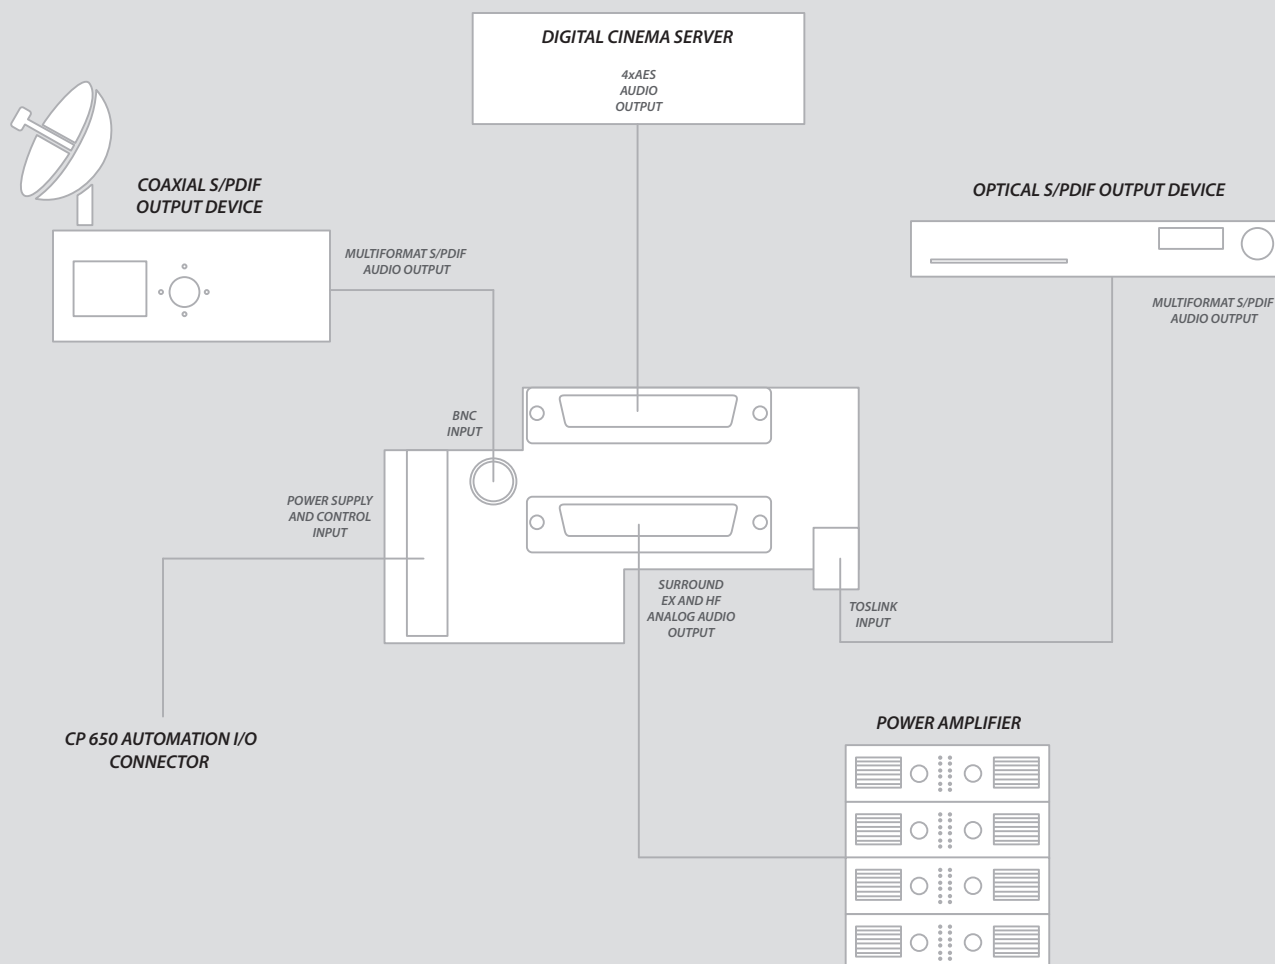 DIGITAL CINEMA SERVER
4xAES
AUDIO
OUTPUT
COAXIAL S/PDIF
OUTPUT DEVICE
OPTICAL S/PDIF OUTPUT DEVICE
MULTIFORMAT S/PDIF
AUDIO OUTPUT
MULTIFORMAT S/PDIF
AUDIO OUTPUT
BNC
INPUT
POWER SUPPLY
AND CONTROL
INPUT
SURROUND
EX AND HF
ANALOG AUDIO
OUTPUT
TOSLINK
INPUT
CP 650 AUTOMATION I/O
CONNECTOR
POWER AMPLIFIER